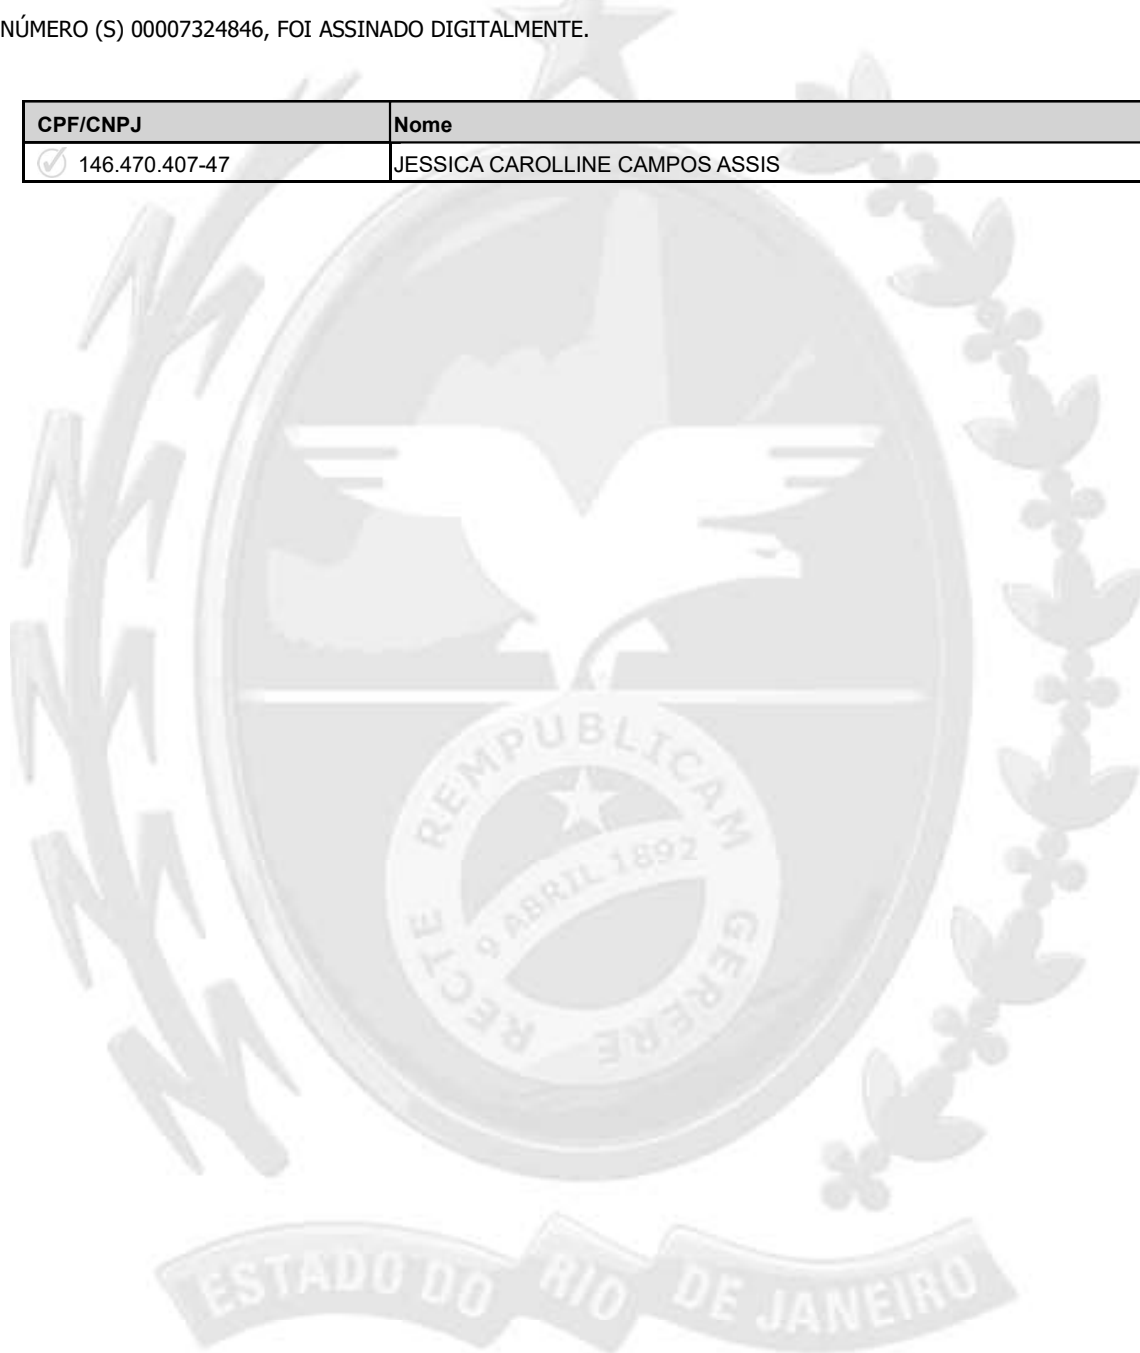 NÚMERO (S) 00007324846, FOI ASSINADO DIGITALMENTE.
CPF/CNPJ Nome
146.470.407-47 JESSICA CAROLLINE CAMPOS ASSIS
RECTE REMPUBLICAM GERERE
9 ABRIL 1892
ESTADO DO RIO DE JANEIRO